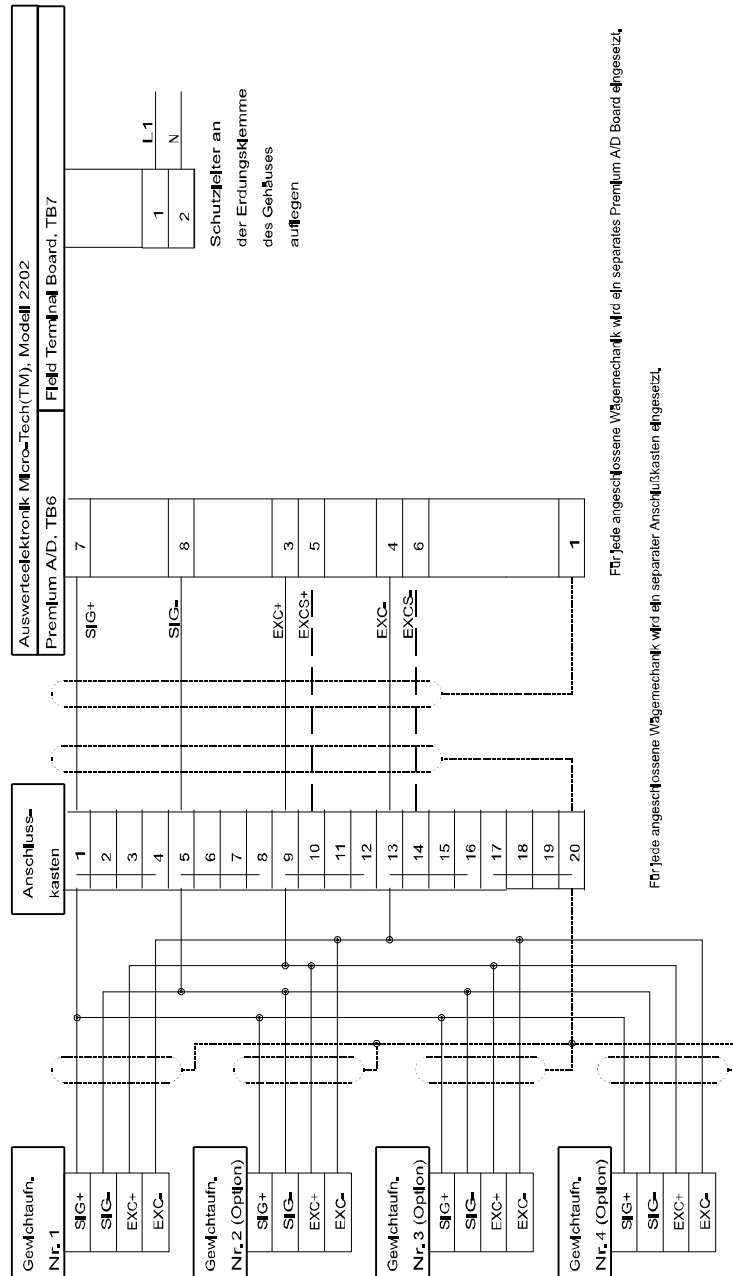 Gewichtaufn.
Nr. 1
SIG+
SIG-
EXC+
EXC-
Gewichtaufn.
Nr. 2 (Option)
SIG+
SIG-
EXC+
EXC-
Gewichtaufn.
Nr. 3 (Option)
SIG+
SIG-
EXC+
EXC-
Gewichtaufn.
Nr. 4 (Option)
SIG+
SIG-
EXC+
EXC-
Anschluss-
kasten
1
2
3
4
5
6
7
8
9
10
11
12
13
14
15
16
17
18
19
20
Auswerteelektronik Micro-Tech(TM), Modell 2202
Premium A/D, TB6
Field Terminal Board, TB7
SIG+
SIG-
EXC+
EXCS+
EXC-
EXCS-
7
8
3
5
4
6
1
1
2
L1
N
Schutzleiter an
der Erdungsklemme
des Gehäuses
auflegen
Für jede angeschlossene Wägemechanik wird ein separates Premium A/D Board eingesetzt.
Für jede angeschlossene Wägemechanik wird ein separater Anschlußkasten eingesetzt.